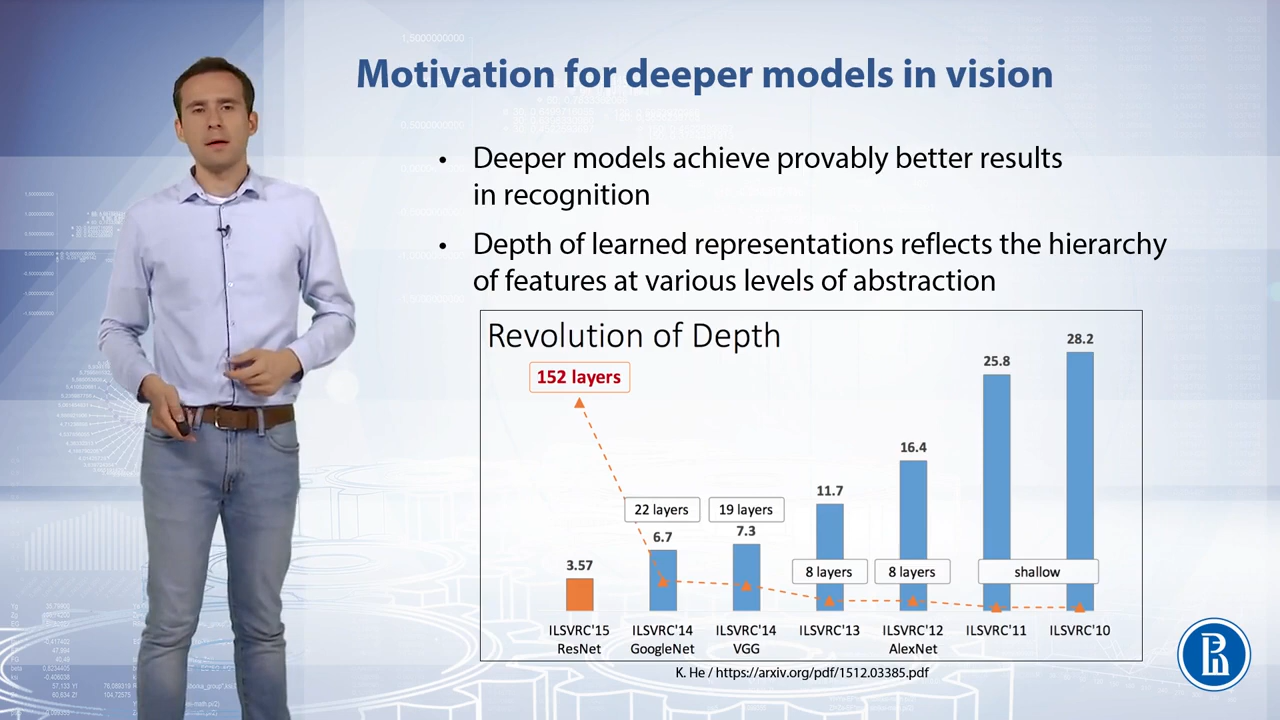 Motivation for deeper models in vision
• Deeper models achieve provably better results
in recognition
• Depth of learned representations reflects the hierarchy
of features at various levels of abstraction
Revolution of Depth
28.2
25.8
152 layers
16.4
11.7
22 layers
19 layers
7.3
6.7
3.57
8 layers
8 layers
shallow
ILSVRC'15
ResNet
ILSVRC'14
GoogleNet
ILSVRC'14
VGG
ILSVRC'13
ILSVRC'12
AlexNet
ILSVRC'11
ILSVRC'10
K. He / https://arxiv.org/pdf/1512.03385.pdf